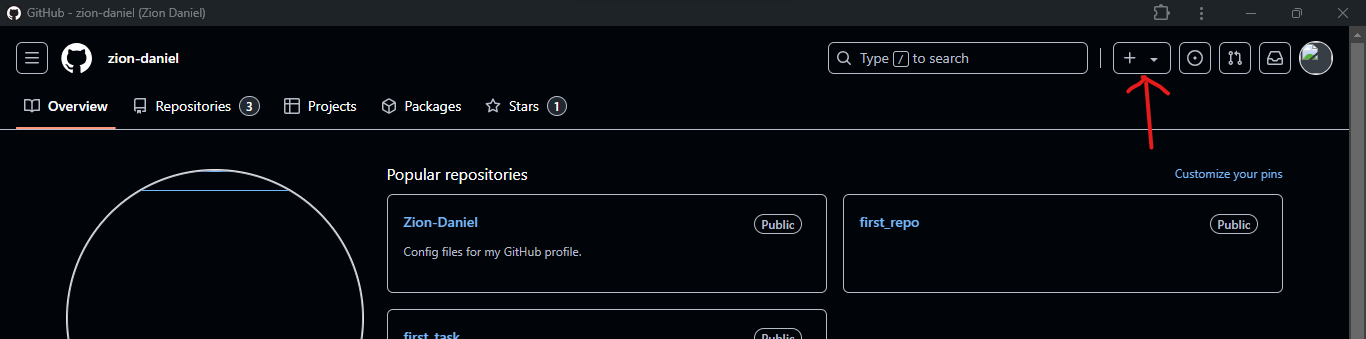 GitHub - zion-daniel (Zion Daniel)
zion-daniel
Type / to search
Overview
Repositories 3
Projects
Packages
Stars 1
Popular repositories
Customize your pins
Zion-Daniel
Public
Config files for my GitHub profile.
first_repo
Public
first_task
Public